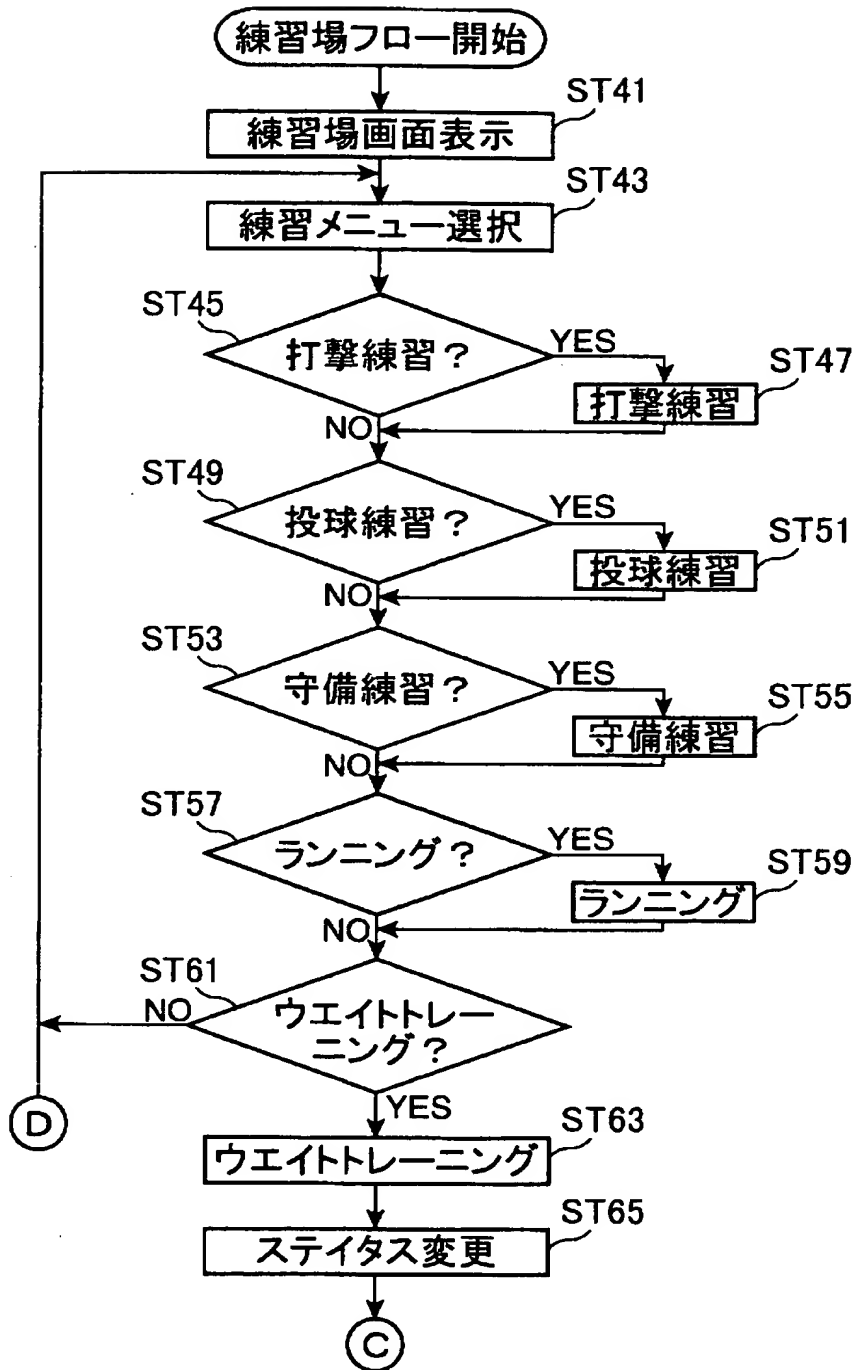 練習場フロー開始
ST41
練習場画面表示
ST43
練習メニュー選択
ST45
打撃練習？
YES
ST47
打撃練習
NO
ST49
投球練習？
YES
ST51
投球練習
NO
ST53
守備練習？
YES
ST55
守備練習
NO
ST57
ランニング？
YES
ST59
ランニング
NO
ST61
NO
ウエイトトレー
ニング？
D
YES
ST63
ウエイトトレーニング
ST65
ステイタス変更
C